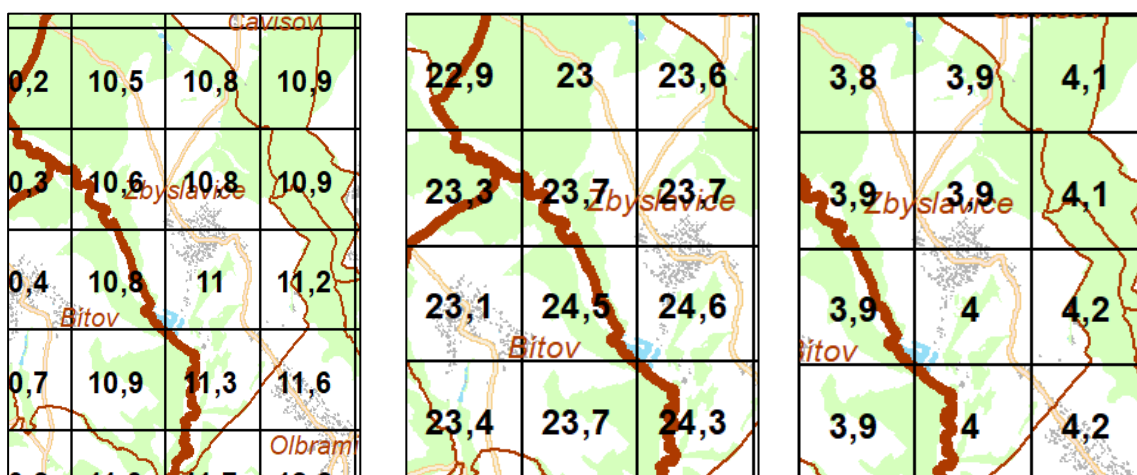 Čavisov
0,2 10,5 10,8 10,9
0,3 10,6 10,8 10,9
Zbyslavice
0,4 10,8 11 11,2
Bítov
0,7 10,9 11,3 11,6
Olbrami
22,9 23 23,6
23,3 23,7 23,7
Zbyslavice
23,1 24,5 24,6
Bítov
23,4 23,7 24,3
3,8 3,9 4,1
3,9 3,9 4,1
Zbyslavice
3,9 4 4,2
ítov
3,9 4 4,2